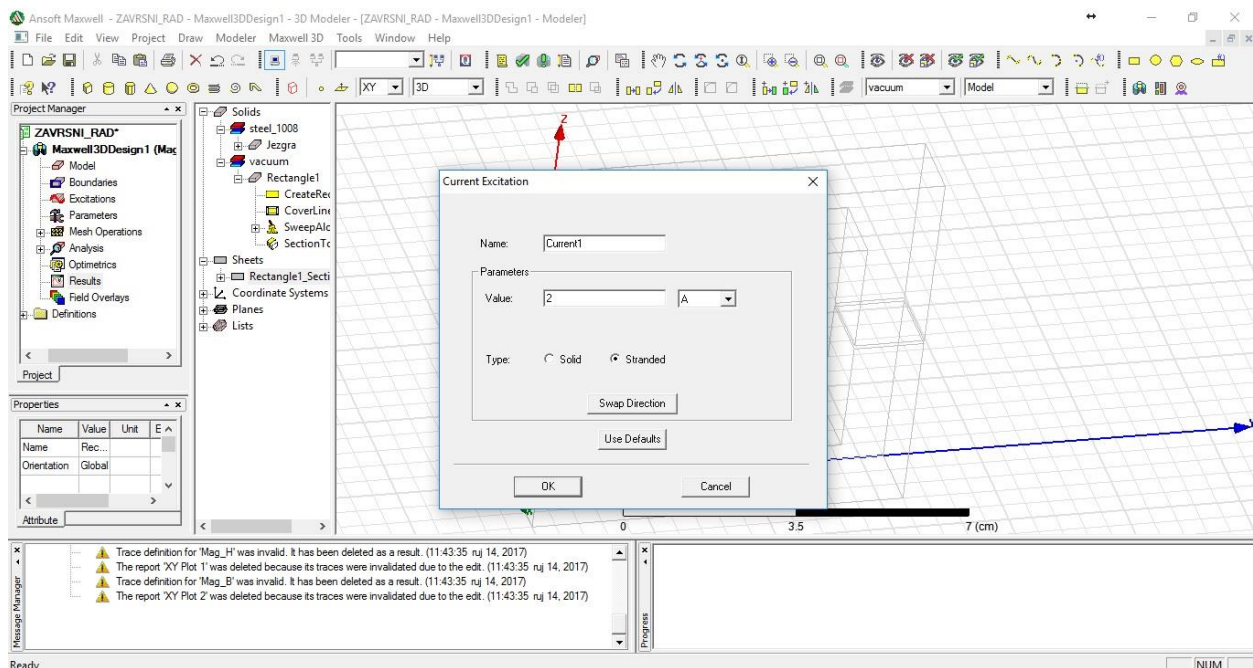 Ansoft Maxwell - ZAVRSNI_RAD - Maxwell3DDesign1 - 3D Modeler - [ZAVRSNI_RAD - Maxwell3DDesign1 - Modeler]
File Edit View Project Draw Modeler Maxwell 3D Tools Window Help
XY 3D vacuum Model
Project Manager
ZAVRSNI_RAD*
Maxwell3DDesign1 (Mag
Model
Boundaries
Excitations
Parameters
Mesh Operations
Analysis
Optimetrics
Results
Field Overlays
Definitions
Project
Solids
steel_1008
Jezgra
vacuum
Rectangle1
CreateRec
CoverLine
SweepAlc
SectionTo
Sheets
Rectangle1_Secti
Coordinate Systems
Planes
Lists
Z
Current Excitation
Name: Current1
Parameters
Value: 2 A
Type: Solid Stranded
Swap Direction
Use Defaults
OK Cancel
0 3.5 7 (cm)
Properties
Name Value Unit E
Name Rec...
Orientation Global
Attribute
Message Manager
Trace definition for 'Mag_H' was invalid. It has been deleted as a result. (11:43:35 ruj 14, 2017)
The report 'XY Plot 1' was deleted because its traces were invalidated due to the edit. (11:43:35 ruj 14, 2017)
Trace definition for 'Mag_B' was invalid. It has been deleted as a result. (11:43:35 ruj 14, 2017)
The report 'XY Plot 2' was deleted because its traces were invalidated due to the edit. (11:43:35 ruj 14, 2017)
Progress
Ready
NUM